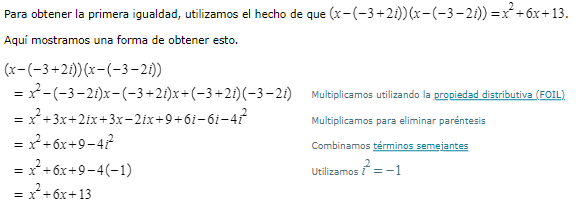 Para obtener la primera igualdad, utilizamos el hecho de que (x−(−3+2i))(x−(−3−2i)) = x²+6x+13.
Aquí mostramos una forma de obtener esto.
(x−(−3+2i))(x−(−3−2i))
= x²−(−3−2i)x−(−3+2i)x+(−3+2i)(−3−2i) Multiplicamos utilizando la propiedad distributiva (FOIL)
= x²+3x+2ix+3x−2ix+9+6i−6i−4i² Multiplicamos para eliminar paréntesis
= x²+6x+9−4i² Combinamos términos semejantes
= x²+6x+9−4(−1) Utilizamos i² = −1
= x²+6x+13